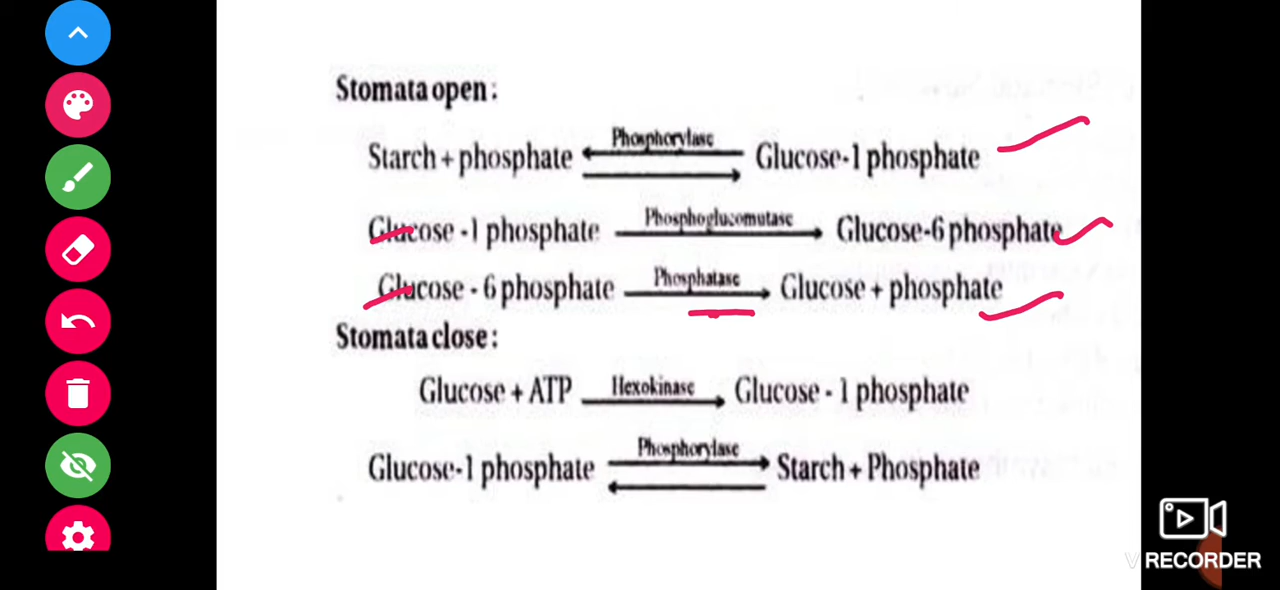 Stomata open :
Starch + phosphate Phosphorylase Glucose-1 phosphate
Glucose -1 phosphate Phosphoglucomutase Glucose-6 phosphate
Glucose - 6 phosphate Phosphatase Glucose + phosphate
Stomata close :
Glucose + ATP Hexokinase Glucose - 1 phosphate
Glucose-1 phosphate Phosphorylase Starch + Phosphate
V RECORDER